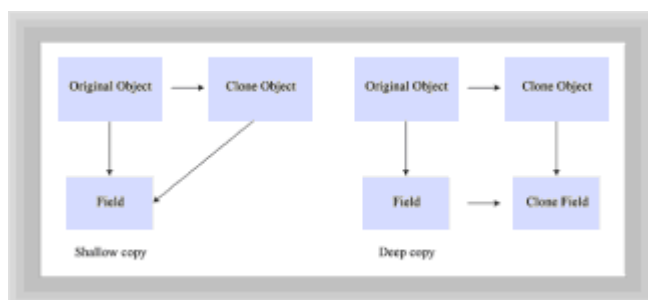 Original Object
Clone Object
Field
Shallow copy
Original Object
Clone Object
Field
Clone Field
Deep copy